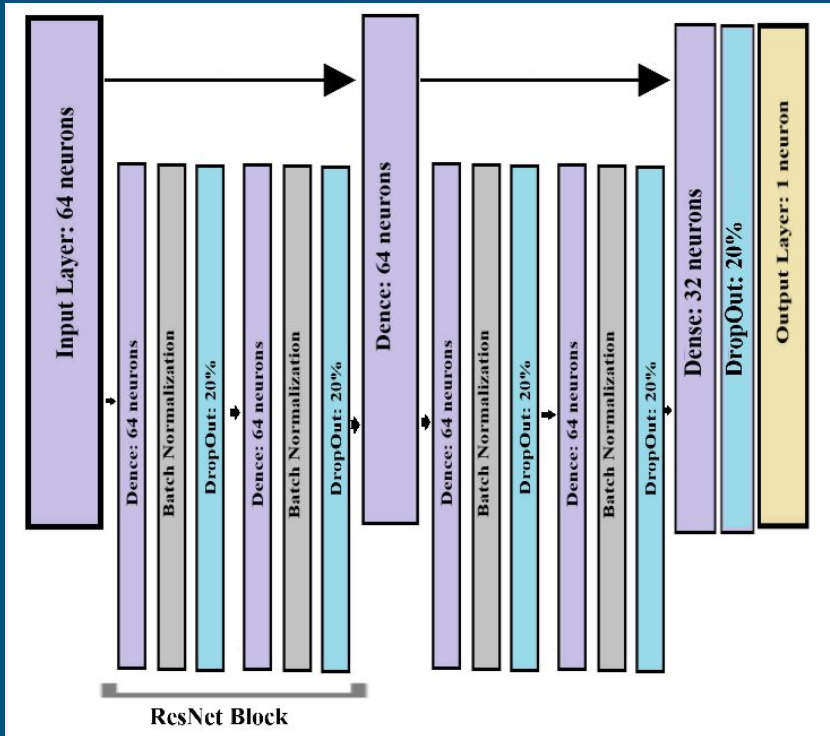 Input Layer: 64 neurons
Dence: 64 neurons
Batch Normalization
DropOut: 20%
Dence: 64 neurons
Batch Normalization
DropOut: 20%
Dence: 64 neurons
Dence: 64 neurons
Batch Normalization
DropOut: 20%
Dence: 64 neurons
Batch Normalization
DropOut: 20%
Dense: 32 neurons
DropOut: 20%
Output Layer: 1 neuron
ResNet Block